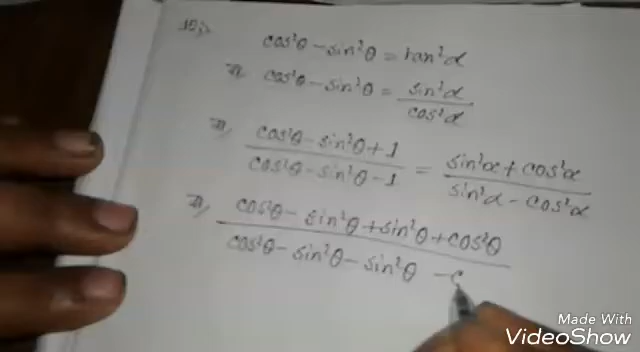 cos²θ - sin²θ = tan²α
या, cos²θ - sin²θ = sin²α / cos²α
या, (cos²θ - sin²θ + 1) / (cos²θ - sin²θ - 1) = (sin²α + cos²α) / (sin²α - cos²α)
या, cos²θ - sin²θ + sin²θ + cos²θ
cos²θ - sin²θ - sin²θ - c
Made With
VideoShow